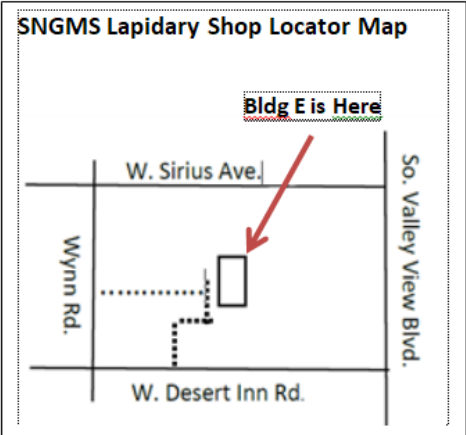 SNGMS Lapidary Shop Locator Map
Bldg E is Here
W. Sirius Ave.
So. Valley View Blvd.
Wynn Rd.
W. Desert Inn Rd.